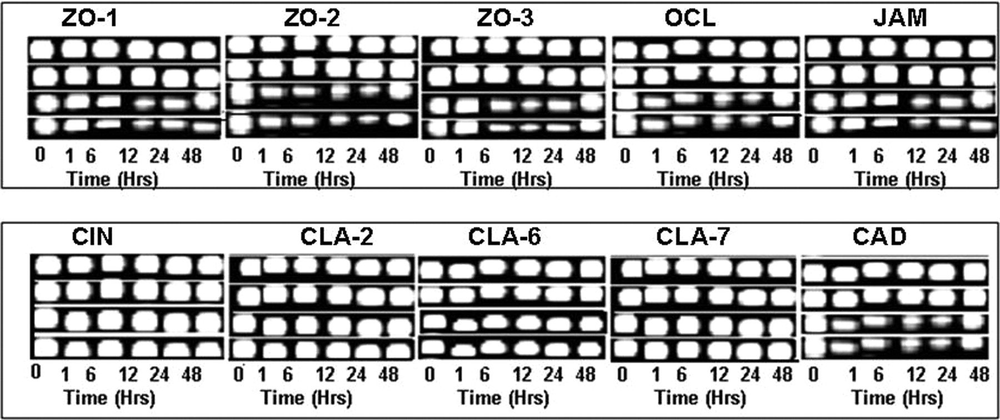 ZO-1 ZO-2 ZO-3 OCL JAM
0 1 6 12 24 48 0 1 6 12 24 48 0 1 6 12 24 48 0 1 6 12 24 48 0 1 6 12 24 48
Time (Hrs) Time (Hrs) Time (Hrs) Time (Hrs) Time (Hrs)
CIN CLA-2 CLA-6 CLA-7 CAD
0 1 6 12 24 48 0 1 6 12 24 48 0 1 6 12 24 48 0 1 6 12 24 48 0 1 6 12 24 48
Time (Hrs) Time (Hrs) Time (Hrs) Time (Hrs) Time (Hrs)